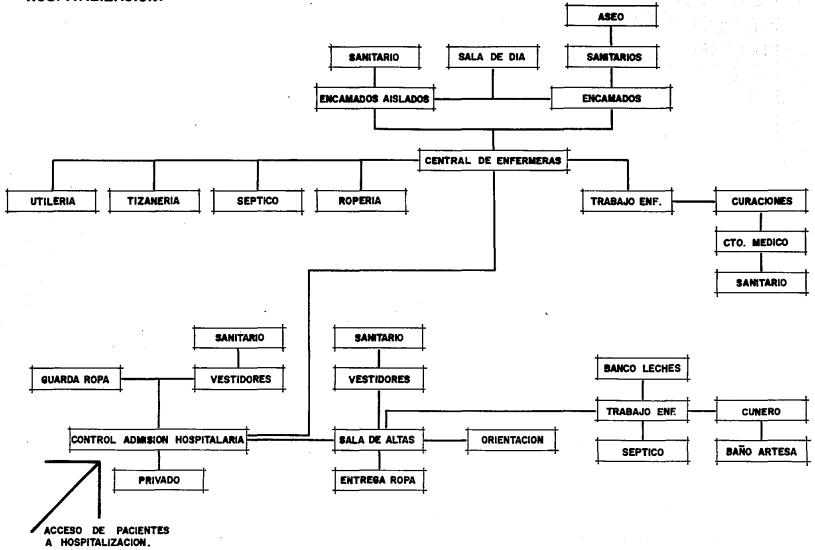 HOSPITALIZACION.
ASEO
SANITARIO
SALA DE DIA
SANITARIOS
ENCAMADOS AISLADOS
ENCAMADOS
CENTRAL DE ENFERMERAS
UTILERIA
TIZANERIA
SEPTICO
ROPERIA
TRABAJO ENF.
CURACIONES
CTO. MEDICO
SANITARIO
SANITARIO
SANITARIO
GUARDA ROPA
VESTIDORES
VESTIDORES
BANCO LECHES
TRABAJO ENF.
CUNERO
CONTROL ADMISION HOSPITALARIA
SALA DE ALTAS
ORIENTACION
SEPTICO
BAÑO ARTESA
PRIVADO
ENTREGA ROPA
ACCESO DE PACIENTES
A HOSPITALIZACION.